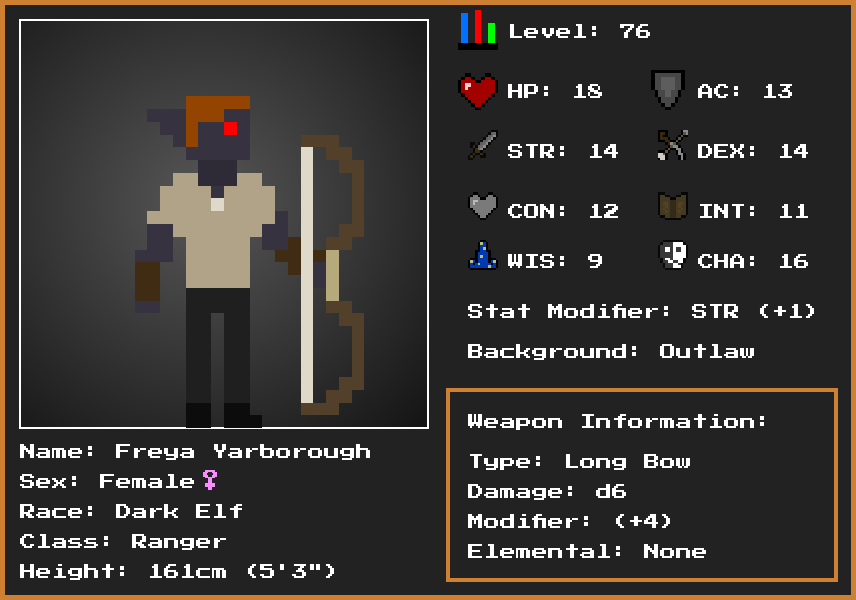 Level: 76
HP: 18 AC: 13
STR: 14 DEX: 14
CON: 12 INT: 11
WIS: 9 CHA: 16
Stat Modifier: STR (+1)
Background: Outlaw
Weapon Information:
Type: Long Bow
Damage: d6
Modifier: (+4)
Elemental: None
Name: Freya Yarborough
Sex: Female♀
Race: Dark Elf
Class: Ranger
Height: 161cm (5'3")